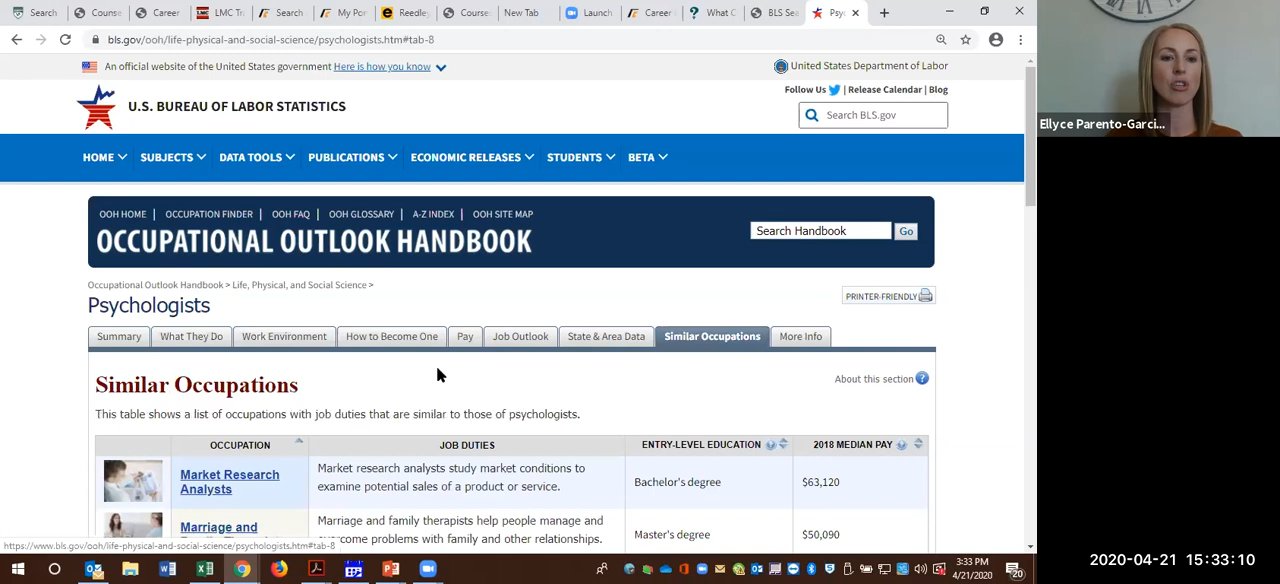 Search
Course
Career
LMC Tra
Search
My Por
Reedley
Course
New Tab
Launch
Career
What C
BLS Sea
Psyc
bls.gov/ooh/life-physical-and-social-science/psychologists.htm#tab-8
An official website of the United States government Here is how you know
United States Department of Labor
Follow Us | Release Calendar | Blog
U.S. BUREAU OF LABOR STATISTICS
Search BLS.gov
Ellyce Parento-Garci...
HOME SUBJECTS DATA TOOLS PUBLICATIONS ECONOMIC RELEASES STUDENTS BETA
OOH HOME | OCCUPATION FINDER | OOH FAQ | OOH GLOSSARY | A-Z INDEX | OOH SITE MAP
OCCUPATIONAL OUTLOOK HANDBOOK
Search Handbook Go
Occupational Outlook Handbook > Life, Physical, and Social Science >
PRINTER-FRIENDLY
Psychologists
Summary What They Do Work Environment How to Become One Pay Job Outlook State & Area Data Similar Occupations More Info
Similar Occupations
About this section ?
This table shows a list of occupations with job duties that are similar to those of psychologists.
OCCUPATION JOB DUTIES ENTRY-LEVEL EDUCATION 2018 MEDIAN PAY
Market Research Analysts
Market research analysts study market conditions to
examine potential sales of a product or service.
Bachelor's degree
$63,120
Marriage and
Marriage and family therapists help people manage and
overcome problems with family and other relationships.
Master's degree
$50,090
https://www.bls.gov/ooh/life-physical-and-social-science/psychologists.htm#tab-8
3:33 PM
4/21/2020
20
2020-04-21 15:33:10